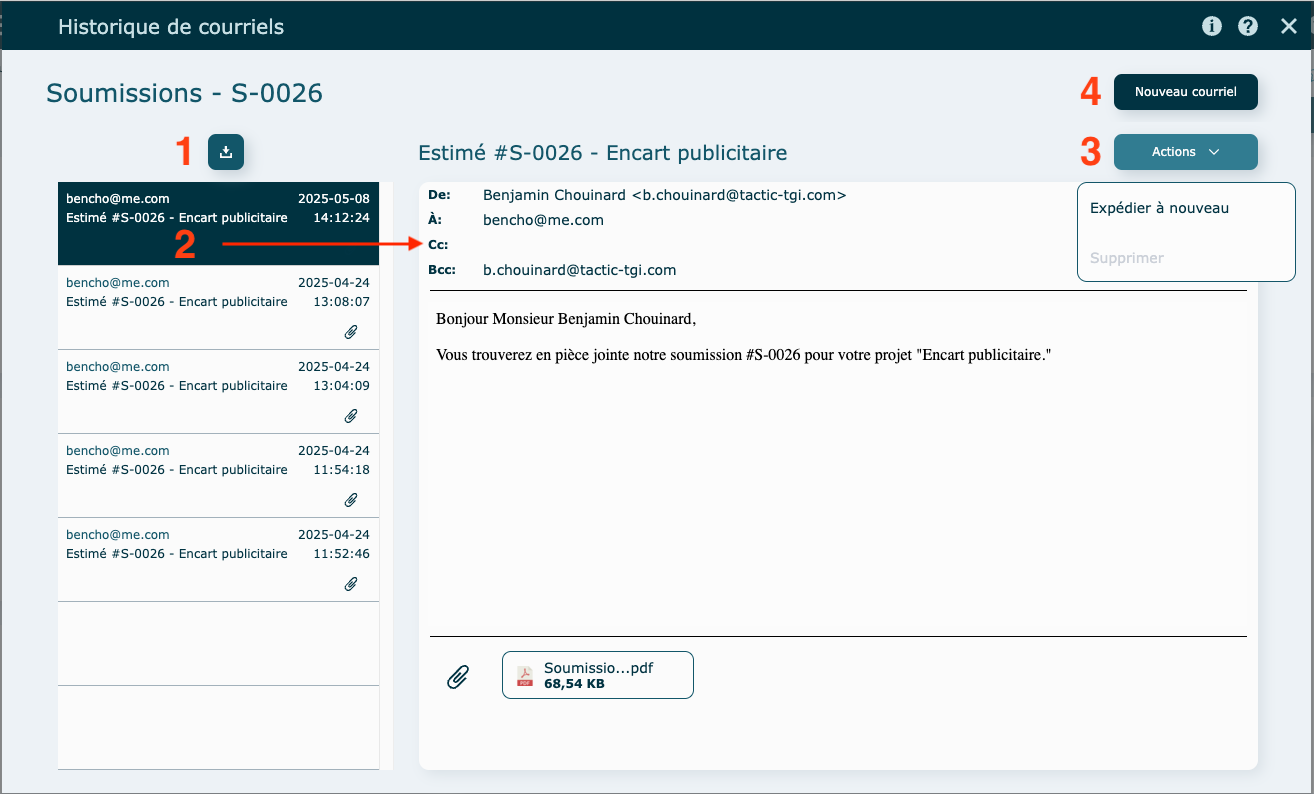 Historique de courriels
Soumissions - S-0026
4
Nouveau courriel
1
Estimé #S-0026 - Encart publicitaire
3
Actions
bencho@me.com 2025-05-08
Estimé #S-0026 - Encart publicitaire 14:12:24
2
bencho@me.com 2025-04-24
Estimé #S-0026 - Encart publicitaire 13:08:07
bencho@me.com 2025-04-24
Estimé #S-0026 - Encart publicitaire 13:04:09
bencho@me.com 2025-04-24
Estimé #S-0026 - Encart publicitaire 11:54:18
bencho@me.com 2025-04-24
Estimé #S-0026 - Encart publicitaire 11:52:46
De: Benjamin Chouinard <b.chouinard@tactic-tgi.com>
À: bencho@me.com
Cc:
Bcc: b.chouinard@tactic-tgi.com
Expédier à nouveau
Supprimer
Bonjour Monsieur Benjamin Chouinard,
Vous trouverez en pièce jointe notre soumission #S-0026 pour votre projet "Encart publicitaire."
PDF
Soumissio...pdf
68,54 KB